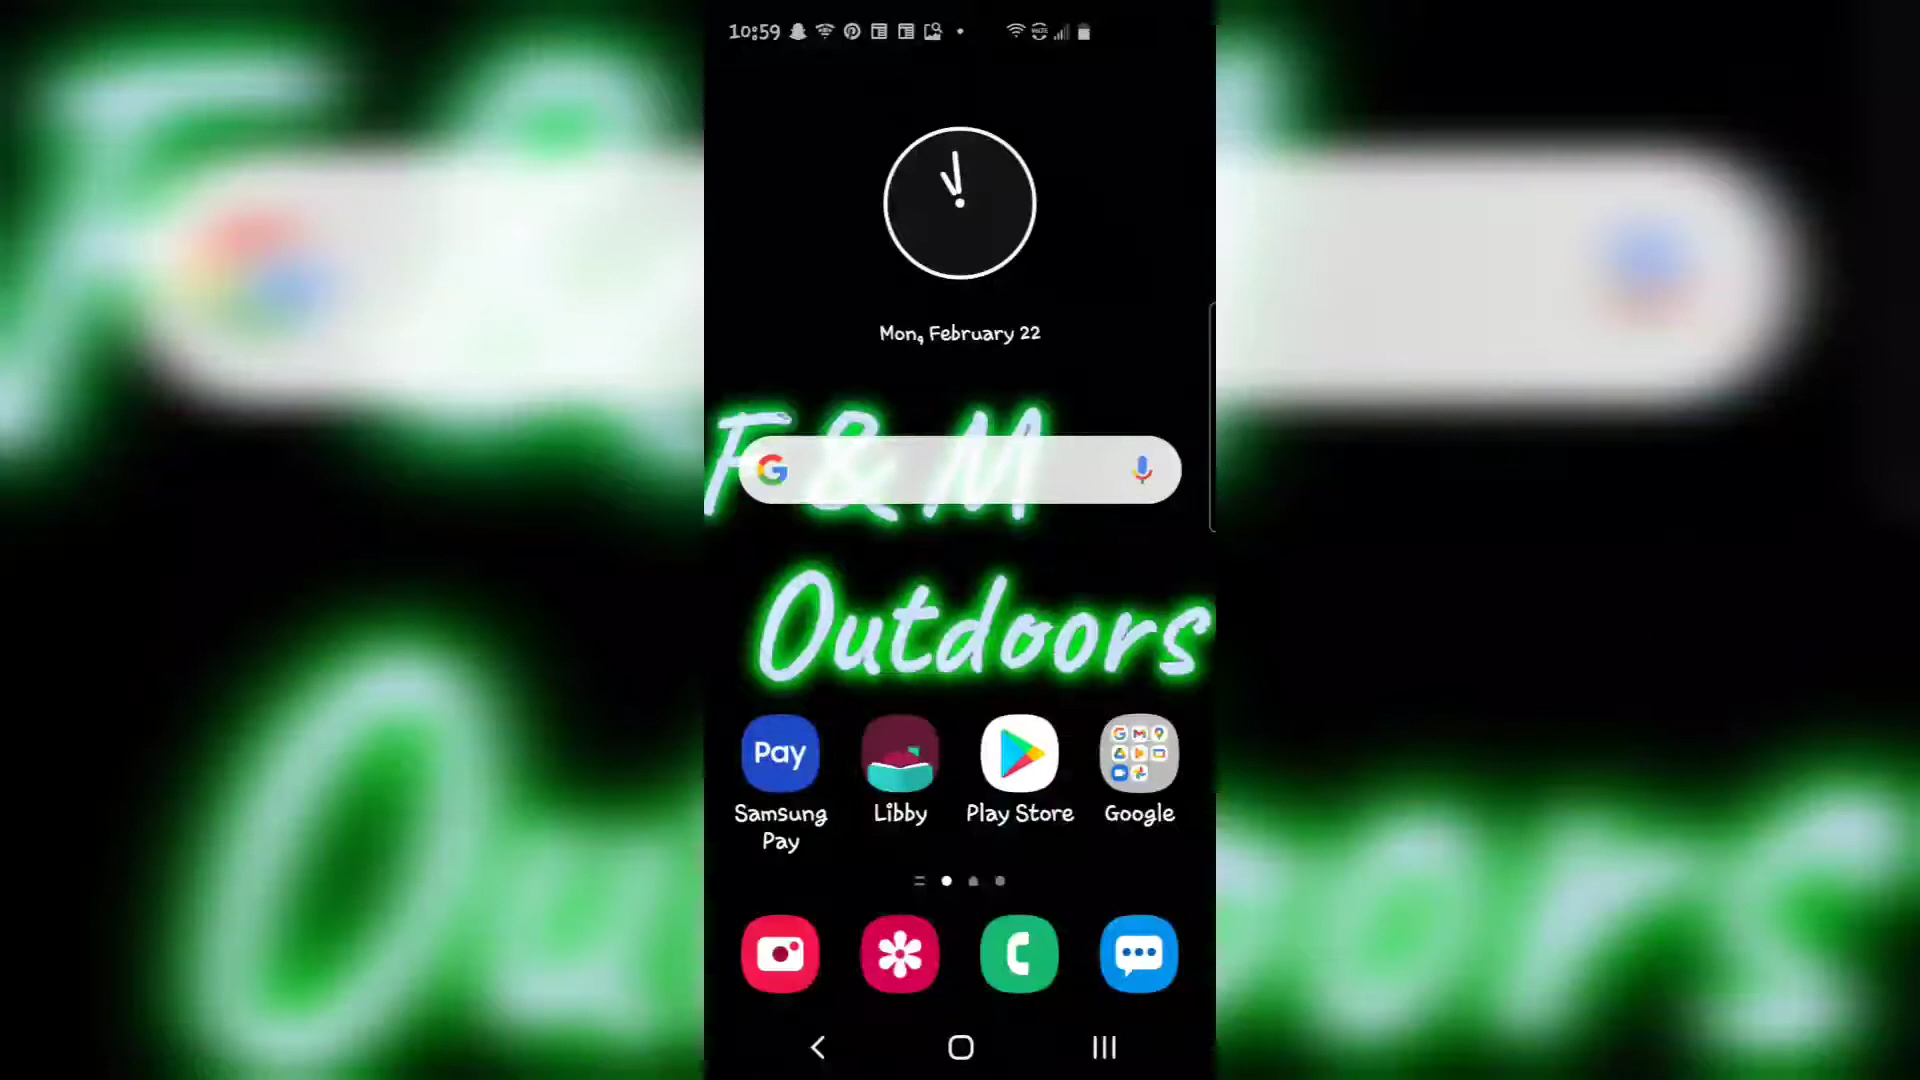 10:59
Mon, February 22
F & M
Outdoors
Pay
Samsung Pay
Libby
Play Store
Google